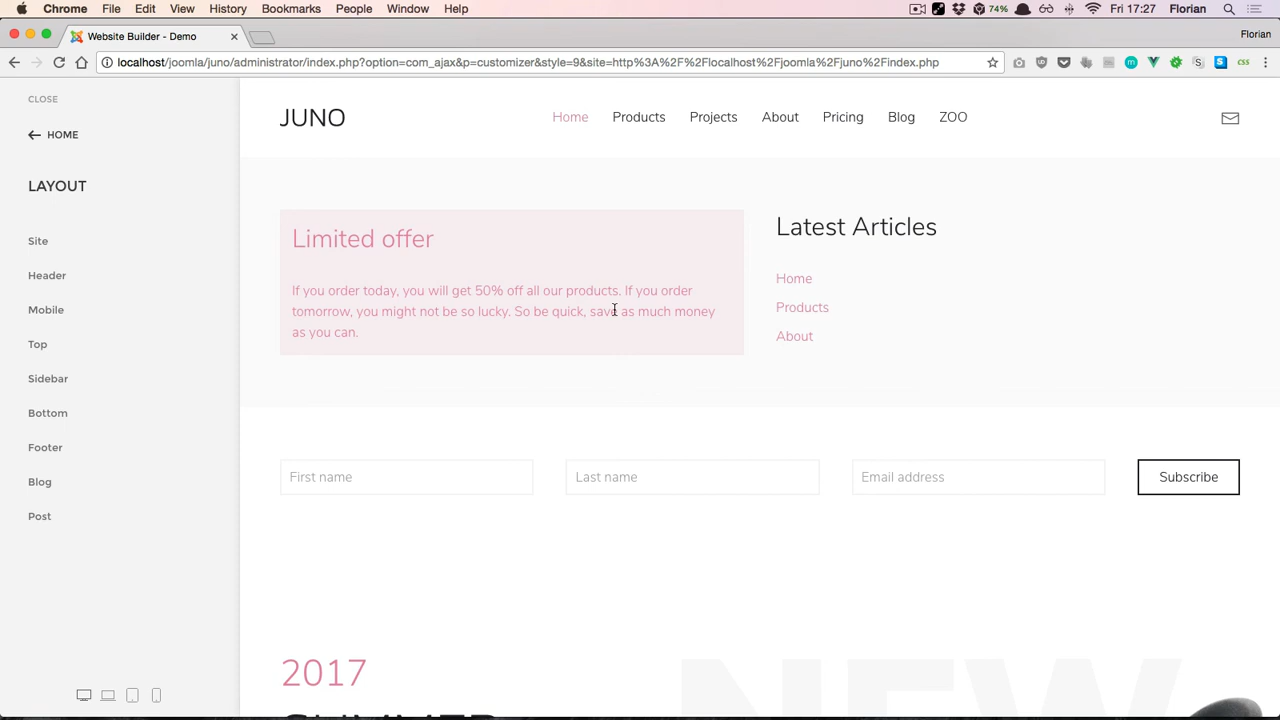 Chrome File Edit View History Bookmarks People Window Help 74% Fri 17:27 Florian
Website Builder - Demo Florian
localhost/joomla/juno/administrator/index.php?option=com_ajax&p=customizer&style=9&site=http%3A%2F%2Flocalhost%2Fjoomla%2Fjuno%2Findex.php
CLOSE
HOME
LAYOUT
Site
Header
Mobile
Top
Sidebar
Bottom
Footer
Blog
Post
JUNO Home Products Projects About Pricing Blog ZOO
Limited offer
If you order today, you will get 50% off all our products. If you order
tomorrow, you might not be so lucky. So be quick, save as much money
as you can.
Latest Articles
Home
Products
About
First name Last name Email address Subscribe
2017
NEW
SUMMER